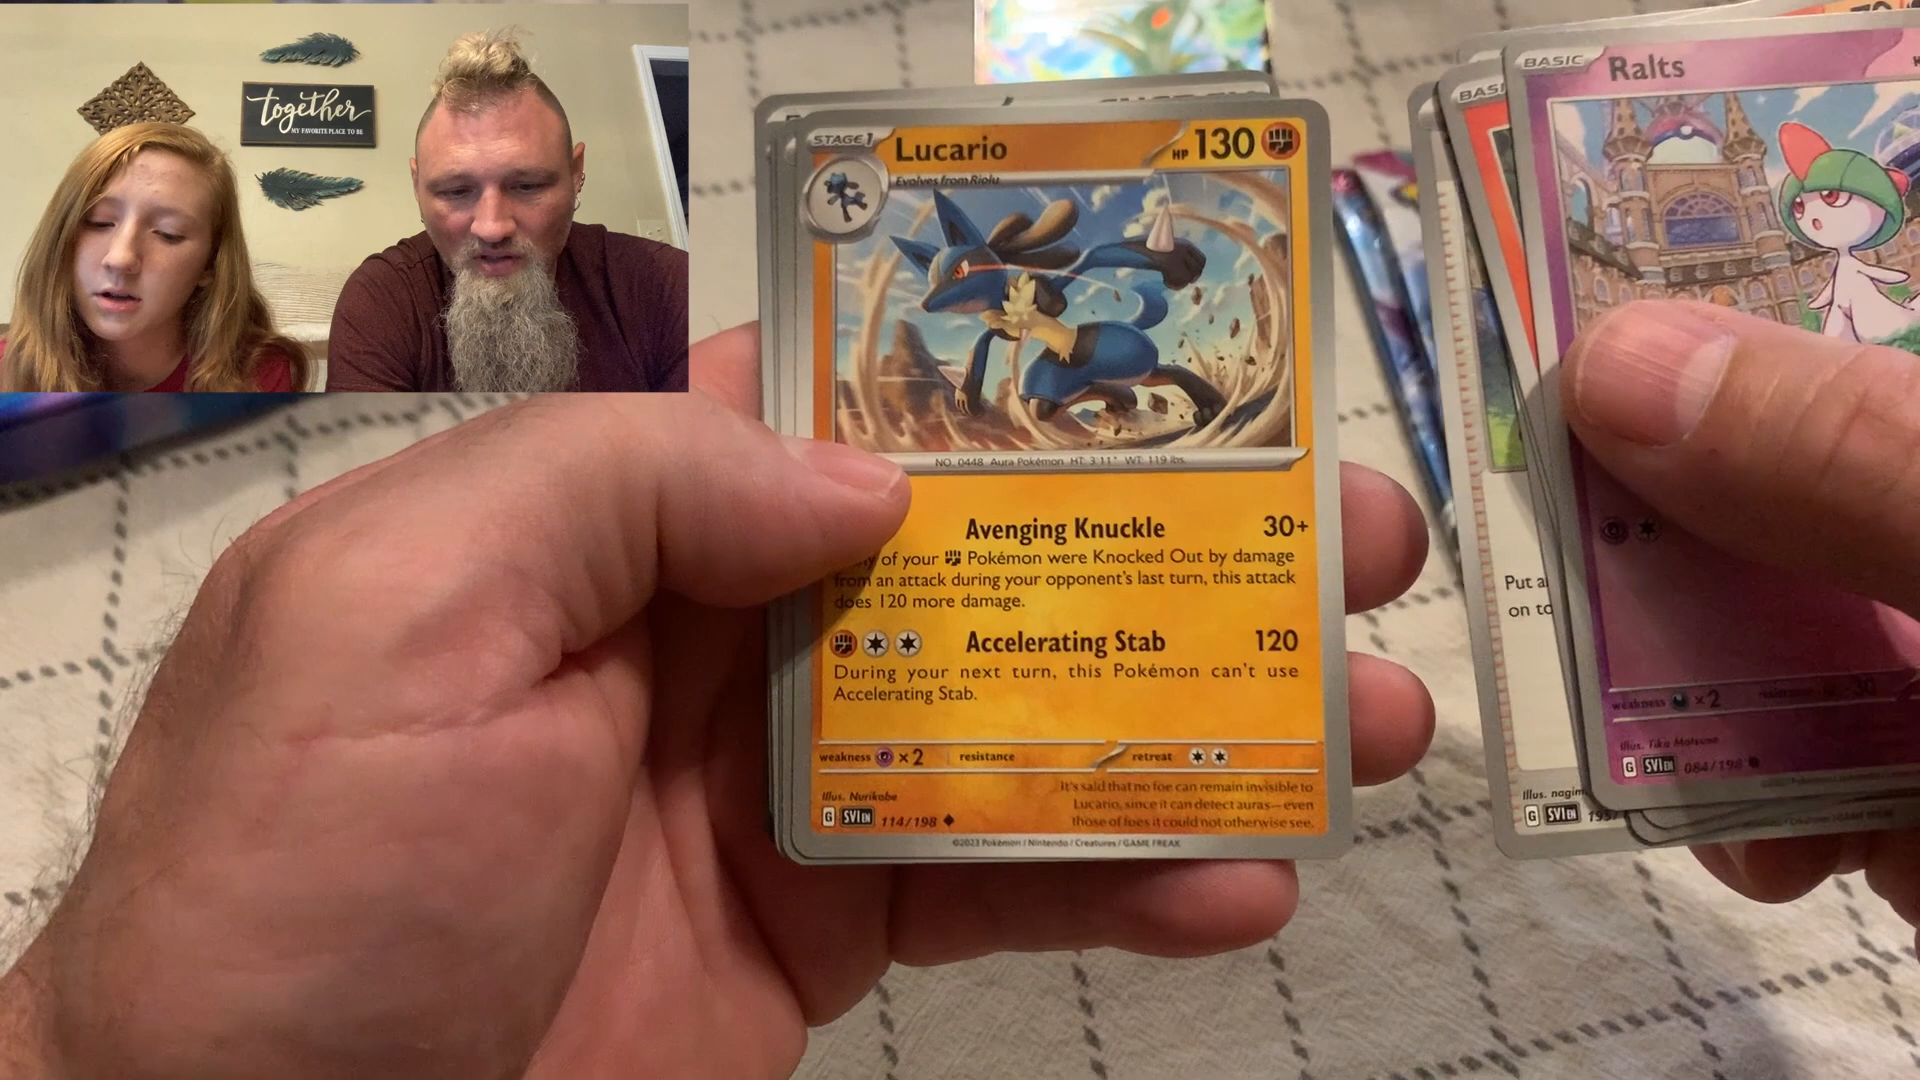 together
MY FAVORITE PLACE TO BE
STAGE 1 Lucario HP 130
Evolves from Riolu
NO. 0448 Aura Pokémon HT: 3'11" WT: 119 lbs.
Avenging Knuckle 30+
of your Pokémon were Knocked Out by damage
from an attack during your opponent's last turn, this attack
does 120 more damage.
Accelerating Stab 120
During your next turn, this Pokémon can't use
Accelerating Stab.
weakness ×2 resistance retreat
Illus. Nurikabe
G SVI EN 114/198
It's said that no foe can remain invisible to
Lucario, since it can detect auras—even
those of foes it could not otherwise see.
©2023 Pokémon / Nintendo / Creatures / GAME FREAK
BASIC Ralts
weakness ×2 resistance -30
Illus. Tika Matsuno
G SVI EN 084/198
BASI
Put a
on to
Illus. nagim
G SVI EN 195/